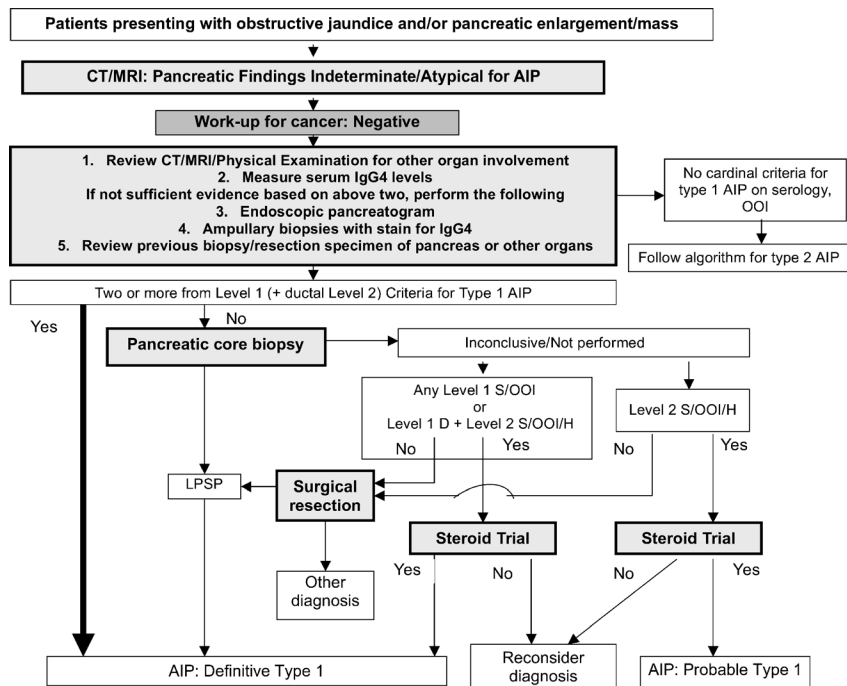 Patients presenting with obstructive jaundice and/or pancreatic enlargement/mass
CT/MRI: Pancreatic Findings Indeterminate/Atypical for AIP
Work-up for cancer: Negative
1. Review CT/MRI/Physical Examination for other organ involvement
2. Measure serum IgG4 levels
If not sufficient evidence based on above two, perform the following
3. Endoscopic pancreatogram
4. Ampullary biopsies with stain for IgG4
5. Review previous biopsy/resection specimen of pancreas or other organs
No cardinal criteria for
type 1 AIP on serology,
OOI
Follow algorithm for type 2 AIP
Two or more from Level 1 (+ ductal Level 2) Criteria for Type 1 AIP
Yes
No
Pancreatic core biopsy
Inconclusive/Not performed
Any Level 1 S/OOI
or
Level 1 D + Level 2 S/OOI/H
Level 2 S/OOI/H
No
Yes
No
Yes
LPSP
Surgical
resection
Steroid Trial
Steroid Trial
Other
diagnosis
Yes
No
No
Yes
AIP: Definitive Type 1
Reconsider
diagnosis
AIP: Probable Type 1